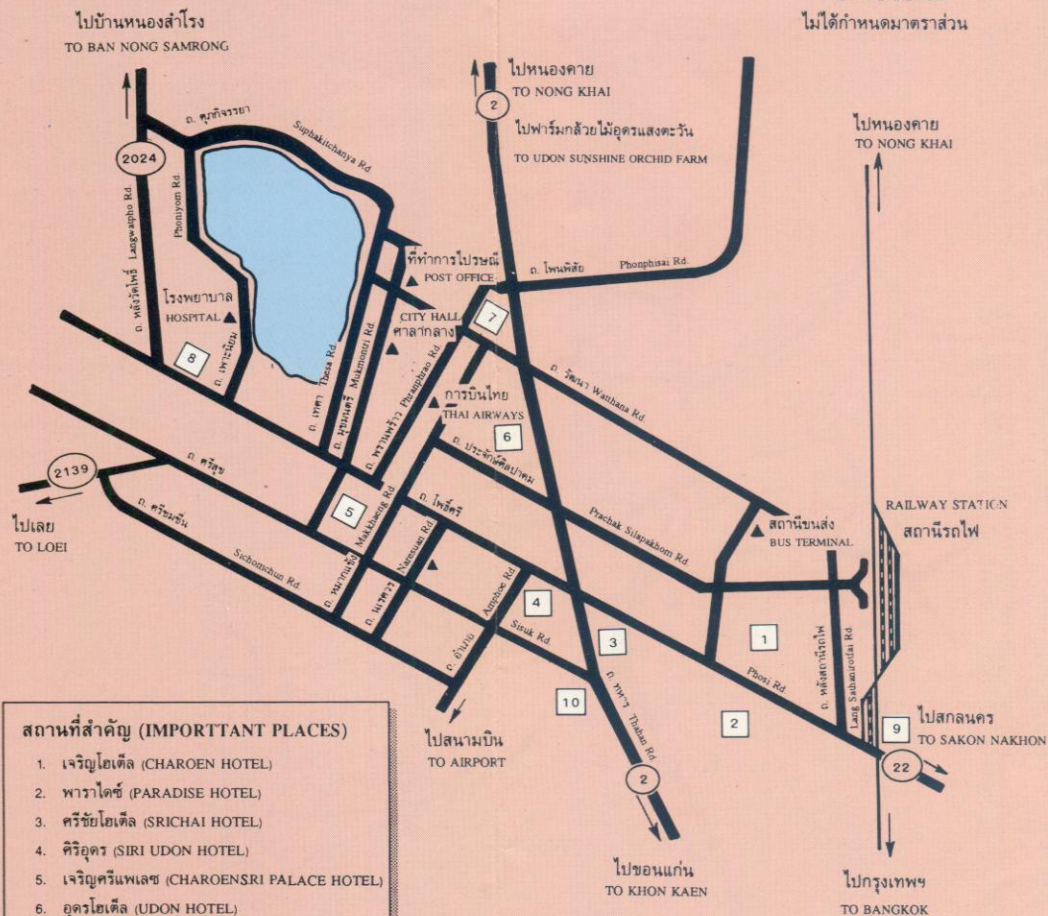 ไม่ได้กำหนดมาตราส่วน
ไปบ้านหนองสำโรง
TO BAN NONG SAMRONG
ไปหนองคาย
TO NONG KHAI
2
ไปฟาร์มกล้วยไม้อุดรแสงตะวัน
TO UDON SUNSHINE ORCHID FARM
ไปหนองคาย
TO NONG KHAI
2024
ถ. ศุภกิจจรรยา
Suphakitchanya Rd.
Phoniyom Rd.
ถ. หลังวัดโพธิ์ Langwatpho Rd.
ที่ทำการไปรษณีย์
POST OFFICE
ถ. โพนพิสัย Phonphisai Rd.
โรงพยาบาล
HOSPITAL
ถ. เพาะนิยม
8
CITY HALL
ศาลากลาง
7
ถ. เทศา Thesa Rd.
ถ. มุขมนตรี Mukmontri Rd.
ถ. พรานพร้าว Phranphrao Rd.
การบินไทย
THAI AIRWAYS
6
ถ. วัฒนา Wanhana Rd.
ถ. ประจักษ์ศิลปาคม
Prachak Silapakhom Rd.
2139
ไปเลย
TO LOEI
ถ. ศรีสุข
ถ. ศรีชมชื่น
Sichomchun Rd.
5
ถ. หมากแข้ง Makkhaeng Rd.
ถ. โพธิ์ศรี
ถ. นเรศวร Naresuan Rd.
ถ. อำเภอ Amphoe Rd.
4
Sisuk Rd.
3
สถานีขนส่ง
BUS TERMINAL
RAILWAY STATION
สถานีรถไฟ
1
Phosi Rd.
ถ. หลังสถานีรถไฟ
Lang Sathanirotfai Rd.
10
ถ. ทหาร Thahan Rd.
2
9
ไปสกลนคร
TO SAKON NAKHON
22
ไปสนามบิน
TO AIRPORT
2
ไปขอนแก่น
TO KHON KAEN
ไปกรุงเทพฯ
TO BANGKOK
สถานที่สำคัญ (IMPORTTANT PLACES)
1. เจริญโฮเต็ล (CHAROEN HOTEL)
2. พาราไดซ์ (PARADISE HOTEL)
3. ศรีชัยโฮเต็ล (SRICHAI HOTEL)
4. ศิริอุดร (SIRI UDON HOTEL)
5. เจริญศรีแพเลซ (CHAROENSRI PALACE HOTEL)
6. อุดรโฮเต็ล (UDON HOTEL)